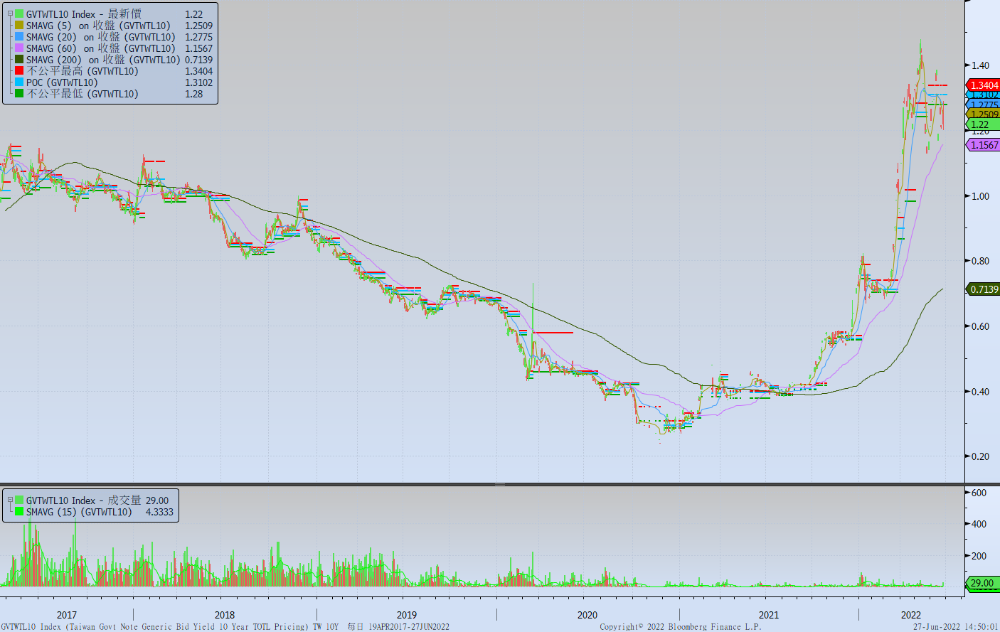 GVTWTL10 Index - 最新價 1.22
SMAVG (5) on 收盤 (GVTWTL10) 1.2509
SMAVG (20) on 收盤 (GVTWTL10) 1.2775
SMAVG (60) on 收盤 (GVTWTL10) 1.1567
SMAVG (200) on 收盤 (GVTWTL10) 0.7139
不公平最高 (GVTWTL10) 1.3404
POC (GVTWTL10) 1.3102
不公平最低 (GVTWTL10) 1.28
1.40
1.3404
1.3102
1.2775
1.2509
1.22
1.20
1.1567
1.00
0.80
0.7139
0.60
0.40
0.20
GVTWTL10 Index - 成交量 29.00
SMAVG (15) (GVTWTL10) 4.3333
600
400
200
29.00
2017 2018 2019 2020 2021 2022
GVTWTL10 Index (Taiwan Govt Note Generic Bid Yield 10 Year TOTL Pricing) TW 10Y 每日 19APR2017-27JUN2022 Copyright© 2022 Bloomberg Finance L.P. 27-Jun-2022 14:50:01